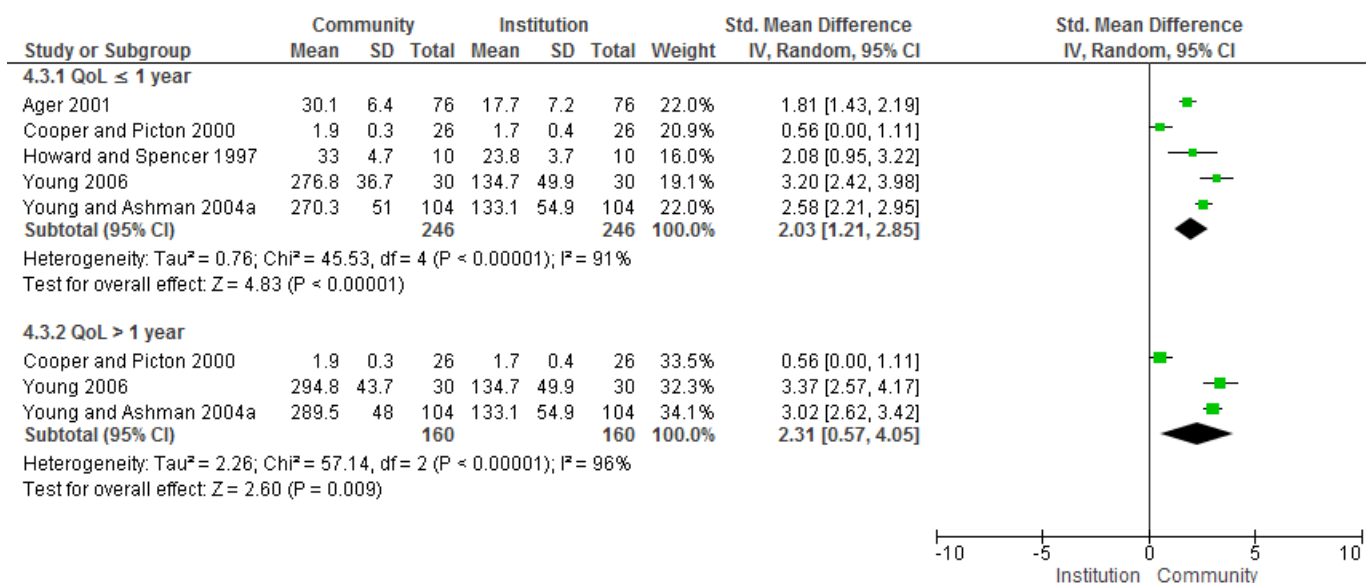 Community Institution Std. Mean Difference Std. Mean Difference
Study or Subgroup Mean SD Total Mean SD Total Weight IV, Random, 95% CI IV, Random, 95% CI
4.3.1 QoL ≤ 1 year
Ager 2001 30.1 6.4 76 17.7 7.2 76 22.0% 1.81 [1.43, 2.19]
Cooper and Picton 2000 1.9 0.3 26 1.7 0.4 26 20.9% 0.56 [0.00, 1.11]
Howard and Spencer 1997 33 4.7 10 23.8 3.7 10 16.0% 2.08 [0.95, 3.22]
Young 2006 276.8 36.7 30 134.7 49.9 30 19.1% 3.20 [2.42, 3.98]
Young and Ashman 2004a 270.3 51 104 133.1 54.9 104 22.0% 2.58 [2.21, 2.95]
Subtotal (95% CI) 246 246 100.0% 2.03 [1.21, 2.85]
Heterogeneity: Tau² = 0.76; Chi² = 45.53, df = 4 (P < 0.00001); I² = 91%
Test for overall effect: Z = 4.83 (P < 0.00001)
4.3.2 QoL > 1 year
Cooper and Picton 2000 1.9 0.3 26 1.7 0.4 26 33.5% 0.56 [0.00, 1.11]
Young 2006 294.8 43.7 30 134.7 49.9 30 32.3% 3.37 [2.57, 4.17]
Young and Ashman 2004a 289.5 48 104 133.1 54.9 104 34.1% 3.02 [2.62, 3.42]
Subtotal (95% CI) 160 160 100.0% 2.31 [0.57, 4.05]
Heterogeneity: Tau² = 2.26; Chi² = 57.14, df = 2 (P < 0.00001); I² = 96%
Test for overall effect: Z = 2.60 (P = 0.009)
-10 -5 0 5 10
Institution Community